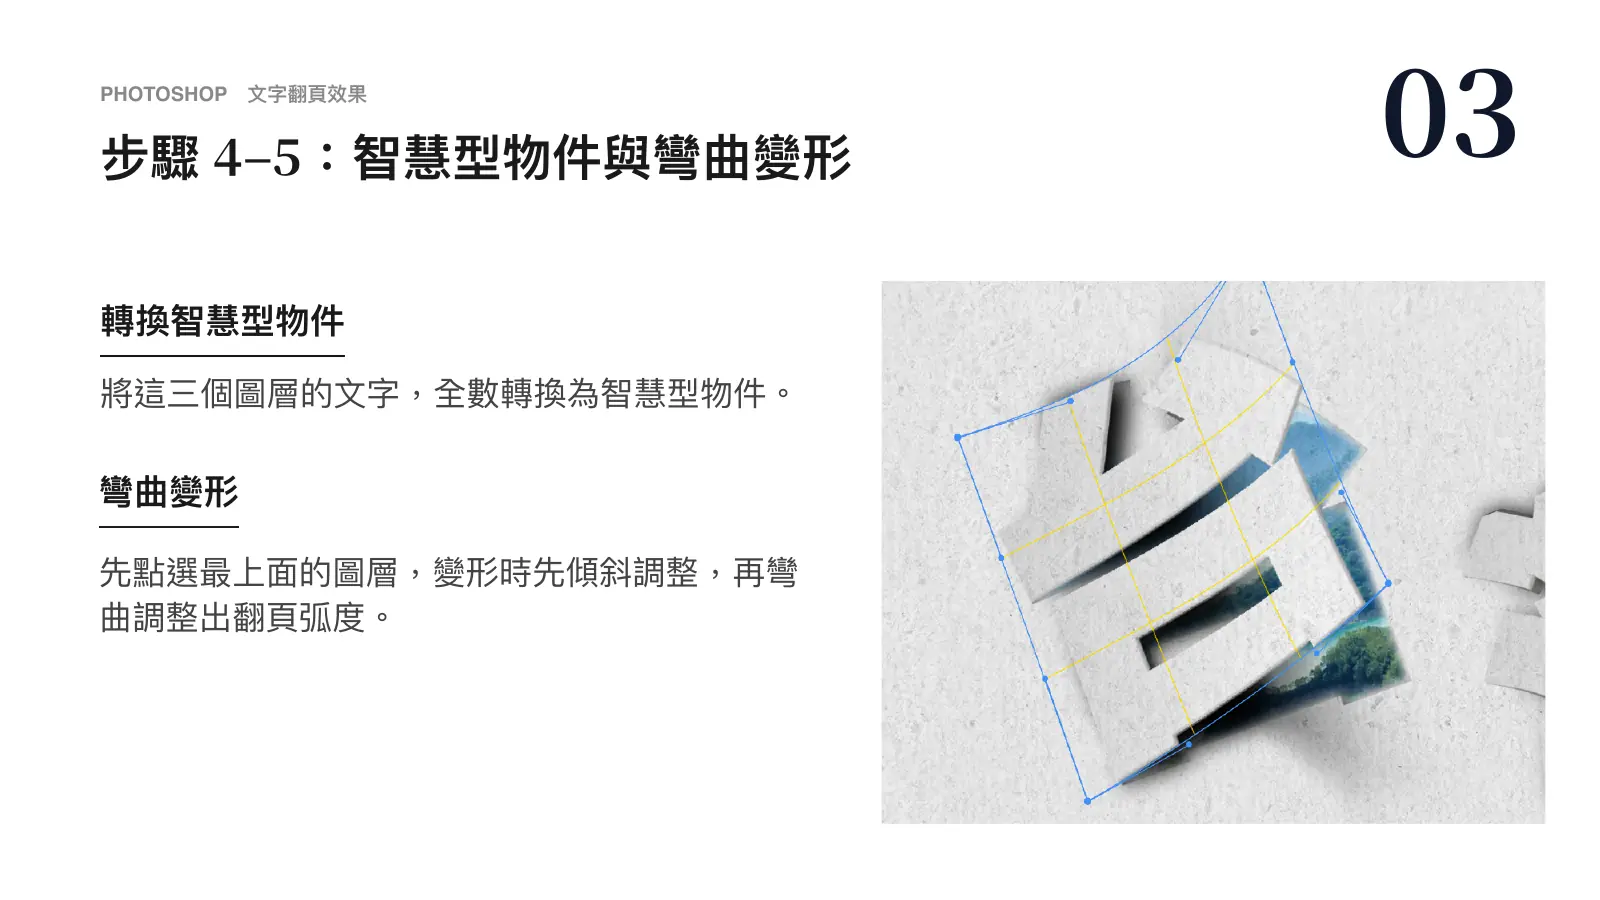 PHOTOSHOP 文字翻頁效果
03
步驟 4–5：智慧型物件與彎曲變形
轉換智慧型物件
將這三個圖層的文字，全數轉換為智慧型物件。
彎曲變形
先點選最上面的圖層，變形時先傾斜調整，再彎
曲調整出翻頁弧度。